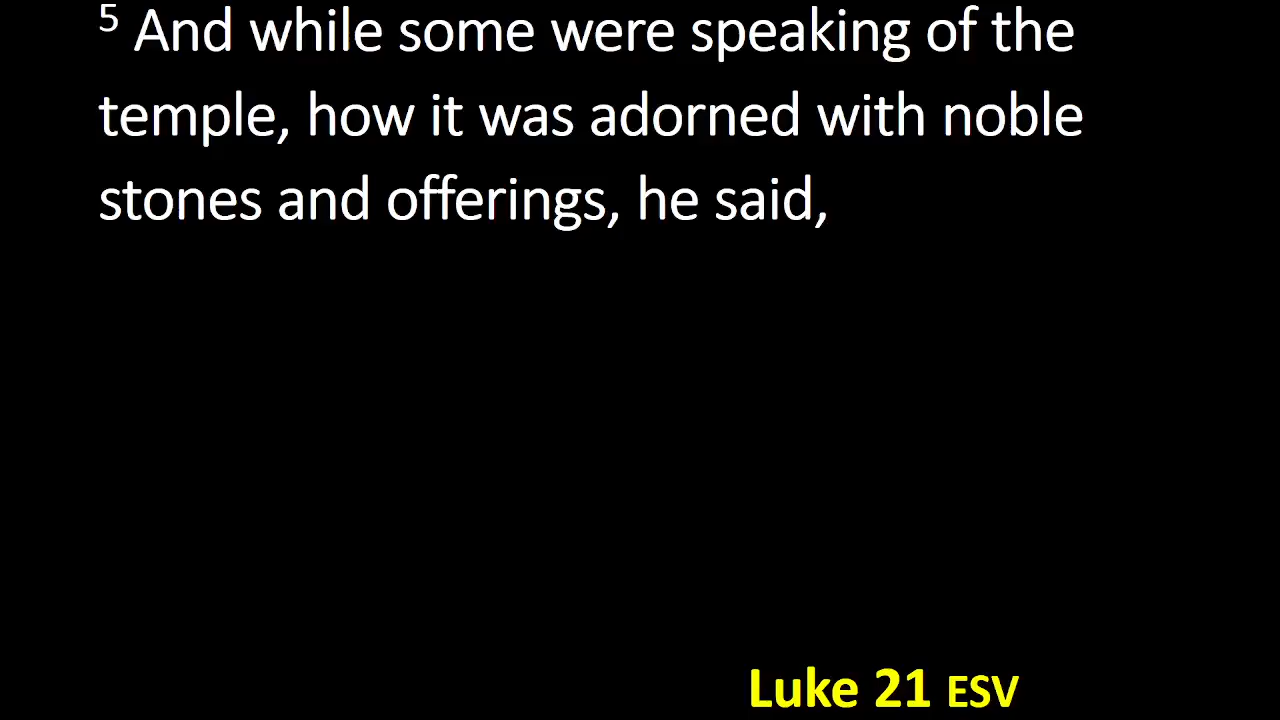 5 And while some were speaking of the
temple, how it was adorned with noble
stones and offerings, he said,
Luke 21 ESV